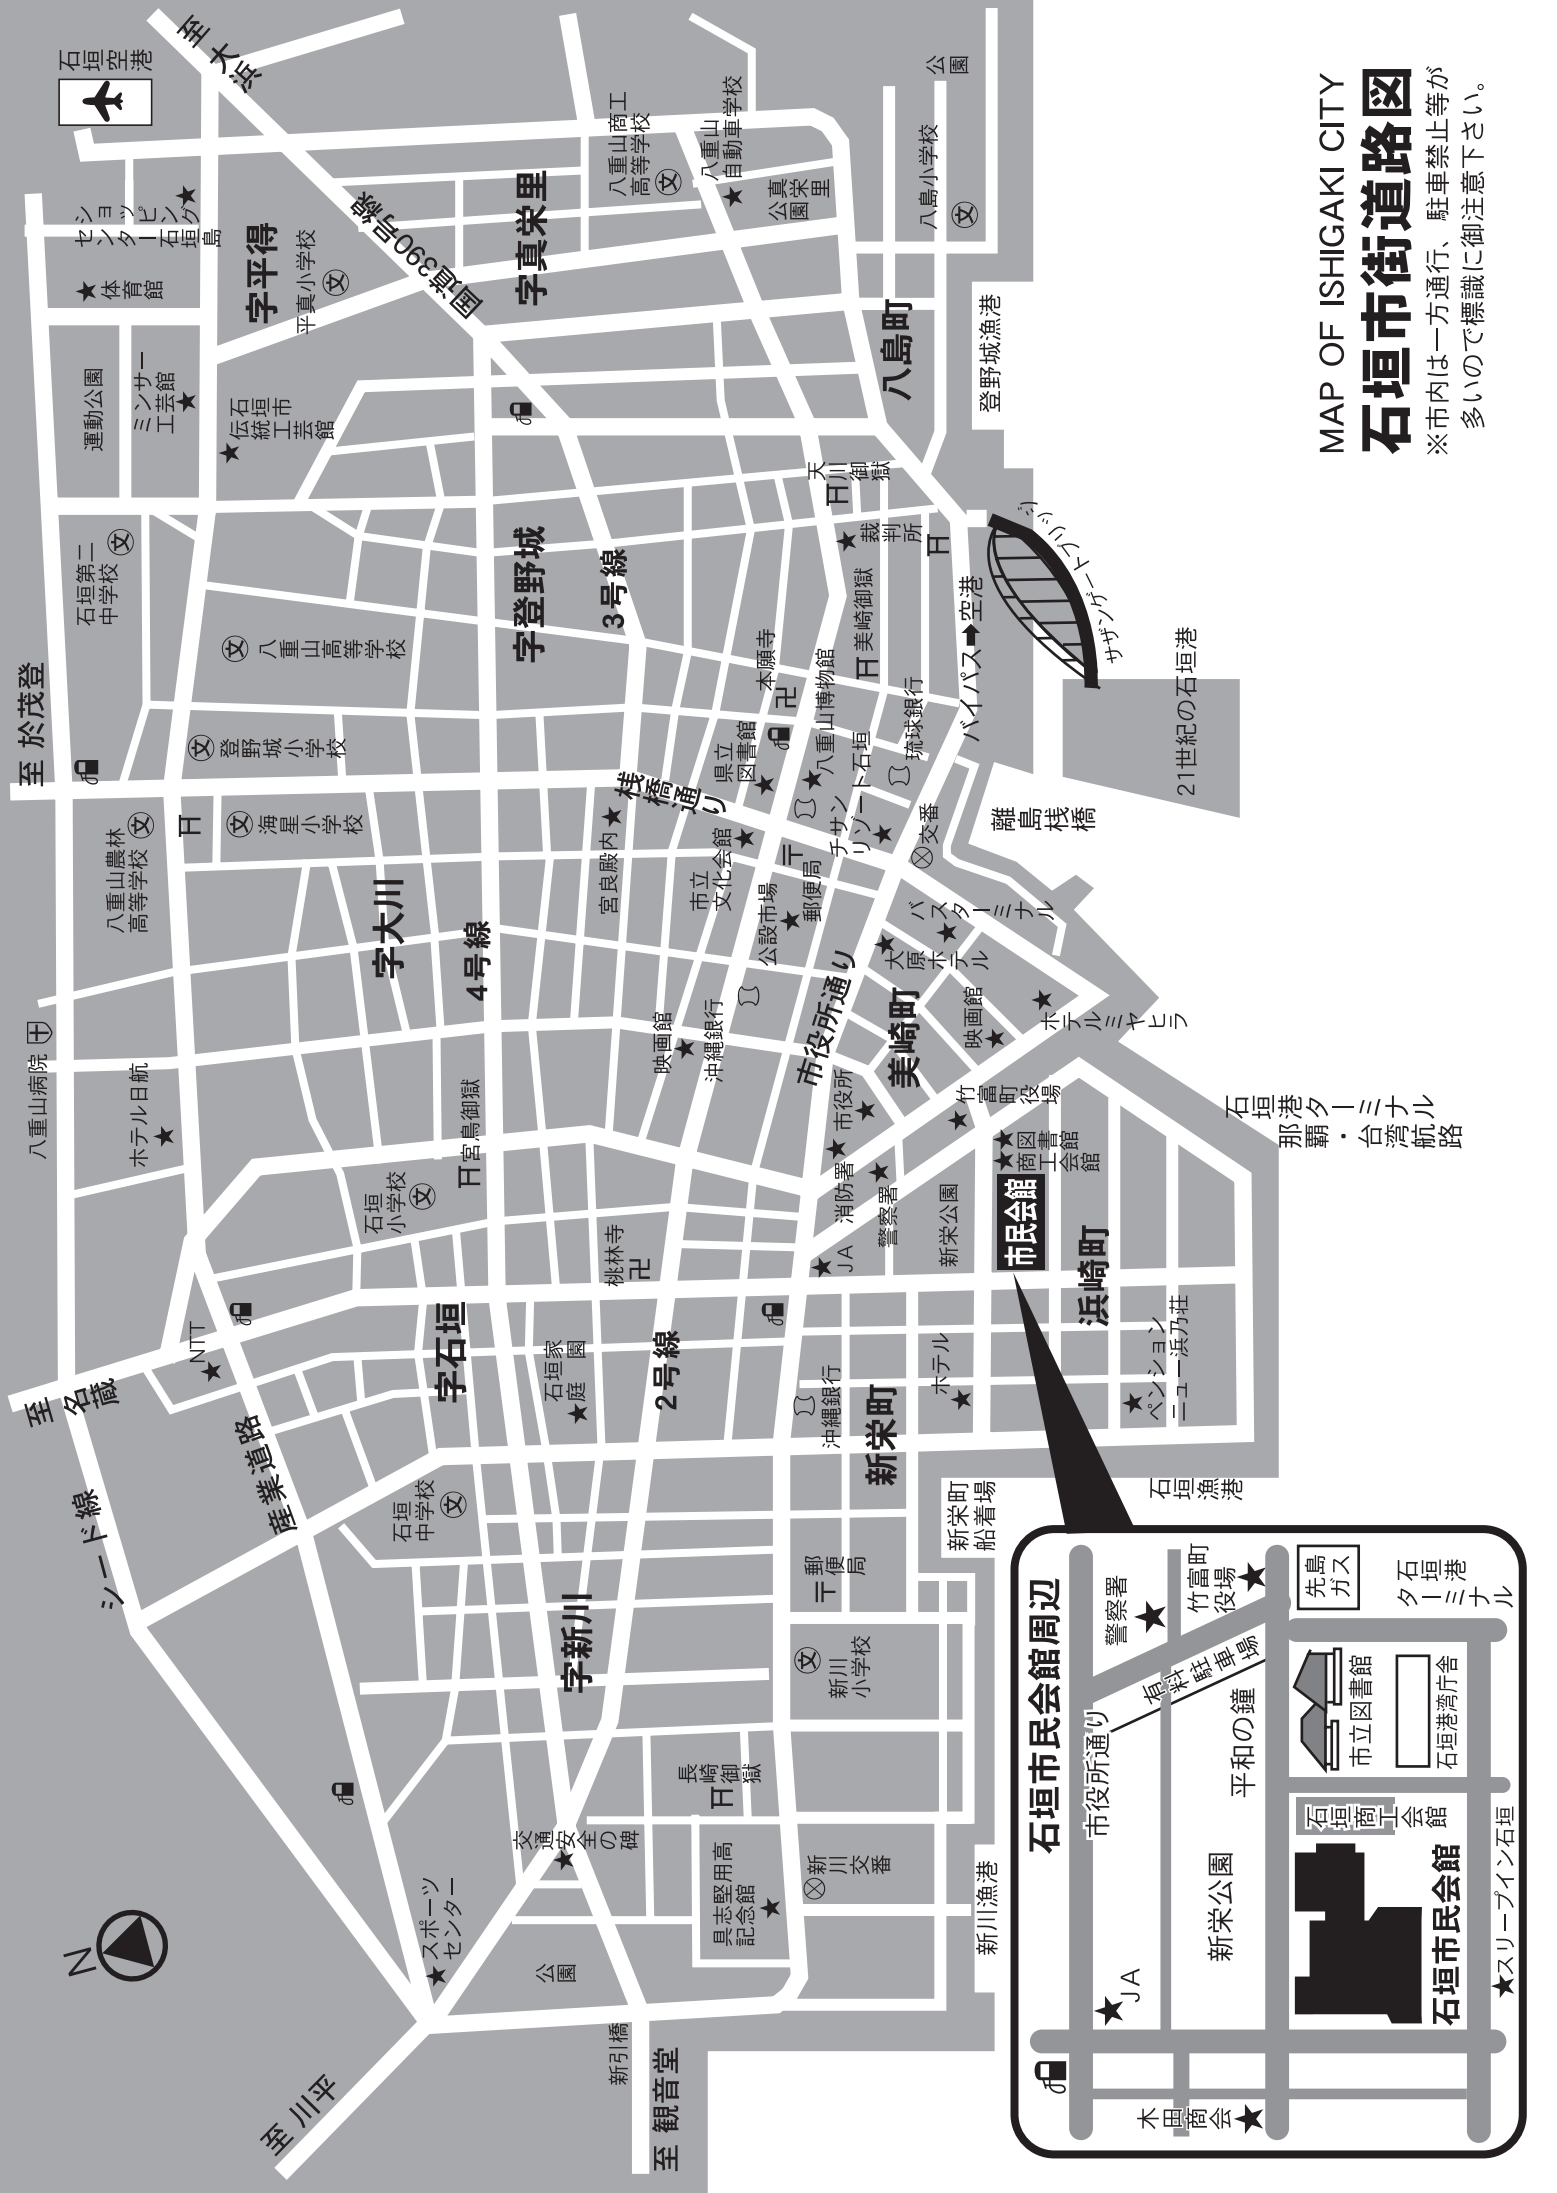 MAP OF ISHIGAKI CITY
石垣市街道路図
※市内は一方通行、駐車禁止等が
多いので標識に御注意下さい。
N
至 川平
至 観音堂
新引橋
公園
スポーツ
センター
交通安全の碑
具志堅用高
記念館
長崎御獄
新川交番
新川漁港
字新川
新川
小学校
郵便局
新栄町
船着場
シード線
産業道路
石垣
中学校
至 名蔵
NTT
字石垣
石垣家
庭園
2号線
沖縄銀行
新栄町
ホテル
ペンション
ニュー浜乃荘
石垣漁港
浜崎町
市民会館
商工会館
図書館
新栄公園
JA
警察署
消防署
市役所
竹富町役場
桃林寺
石垣
小学校
宮鳥御獄
ホテル日航
八重山病院
4号線
字大川
映画館
沖縄銀行
市役所通り
美崎町
映画館
ホテルミヤヒラ
大原ホテル
バスターミナル
石垣港ターミナル
那覇・台湾航路
離島桟橋
八重山農林
高等学校
海星小学校
登野城小学校
宮良殿内
桟橋通り
市立
文化会館
公設市場
郵便局
交番
チサン
リゾート石垣
県立
図書館
八重山博物館
琉球銀行
本願寺
美崎御獄
バイパス➡空港
21世紀の石垣港
サザンゲートブリッジ
至 於茂登
石垣第二
中学校
八重山高等学校
字登野城
3号線
裁判所
天川御獄
登野城漁港
八島町
運動公園
ミンサー
工芸館
石垣市
伝統工芸館
体育館
ショッピング
センター石垣島
字平得
平真小学校
国道390号線
字真栄里
八重山商工
高等学校
八重山
自動車学校
真栄里
公園
八島小学校
公園
石垣空港
至大浜
石垣市民会館周辺
市役所通り
警察署
竹富町
役場
有料駐車場
先島
ガス
石垣港
ターミナル
平和の鐘
市立図書館
石垣港湾庁舎
石垣商工会館
新栄公園
石垣市民会館
スリープイン石垣
JA
木田商会
文
文
文
文
文
文
文
文
文
文
文
文